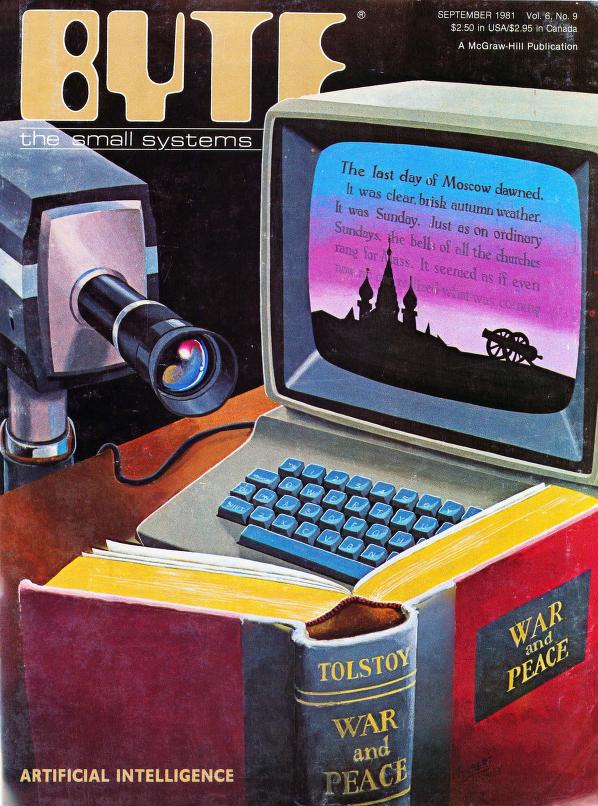 BYTE ®
SEPTEMBER 1981 Vol. 6, No. 9
$2.50 in USA/$2.95 in Canada
A McGraw-Hill Publication
the small systems
The last day of Moscow dawned.
It was clear, brisk autumn weather.
It was Sunday. Just as on ordinary
Sundays, the bells of all the churches
rang for mass. It seemed as if even
what was coming
WAR
and
PEACE
TOLSTOY
WAR
and
PEACE
ARTIFICIAL INTELLIGENCE